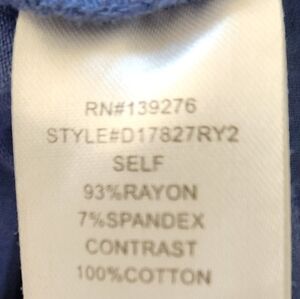 RN#139276
STYLE#D17827RY2
SELF
93%RAYON
7%SPANDEX
CONTRAST
100%COTTON